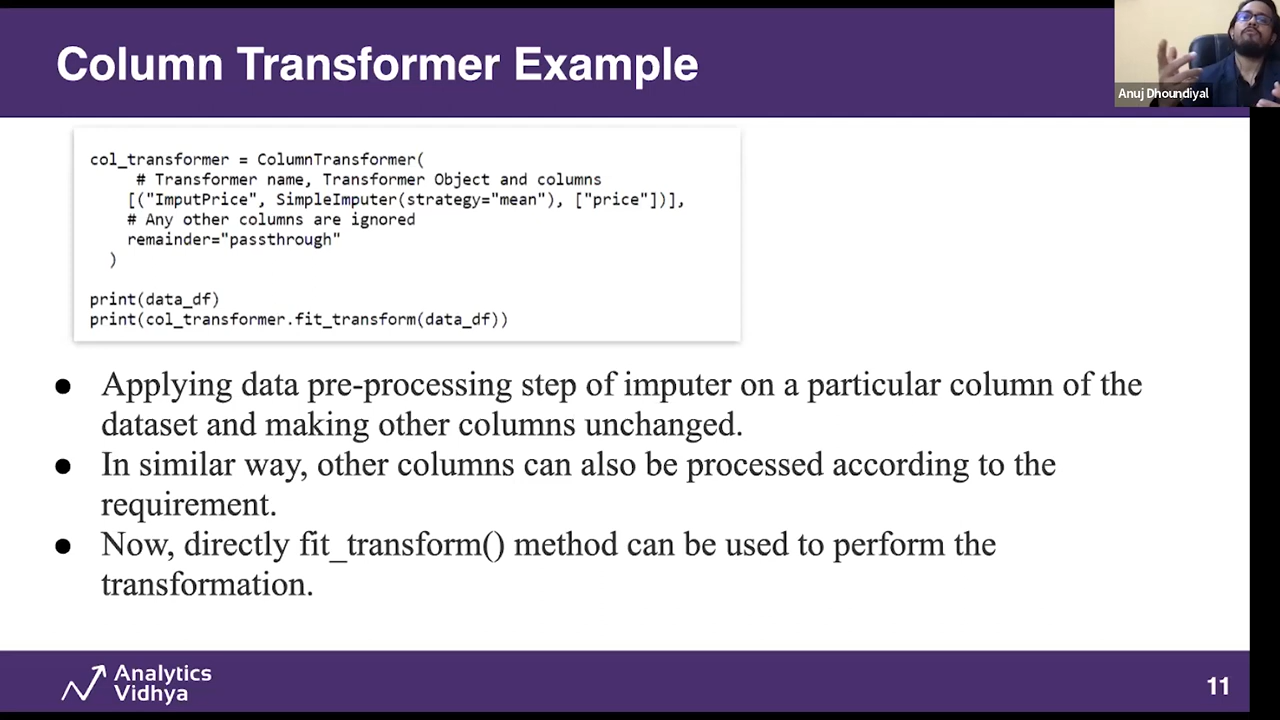 Column Transformer Example
Anuj Dhoundiyal
col_transformer = ColumnTransformer(
# Transformer name, Transformer Object and columns
[("ImputPrice", SimpleImputer(strategy="mean"), ["price"])],
# Any other columns are ignored
remainder="passthrough"
)
print(data_df)
print(col_transformer.fit_transform(data_df))
● Applying data pre-processing step of imputer on a particular column of the
dataset and making other columns unchanged.
● In similar way, other columns can also be processed according to the
requirement.
● Now, directly fit_transform() method can be used to perform the
transformation.
Analytics
Vidhya
11